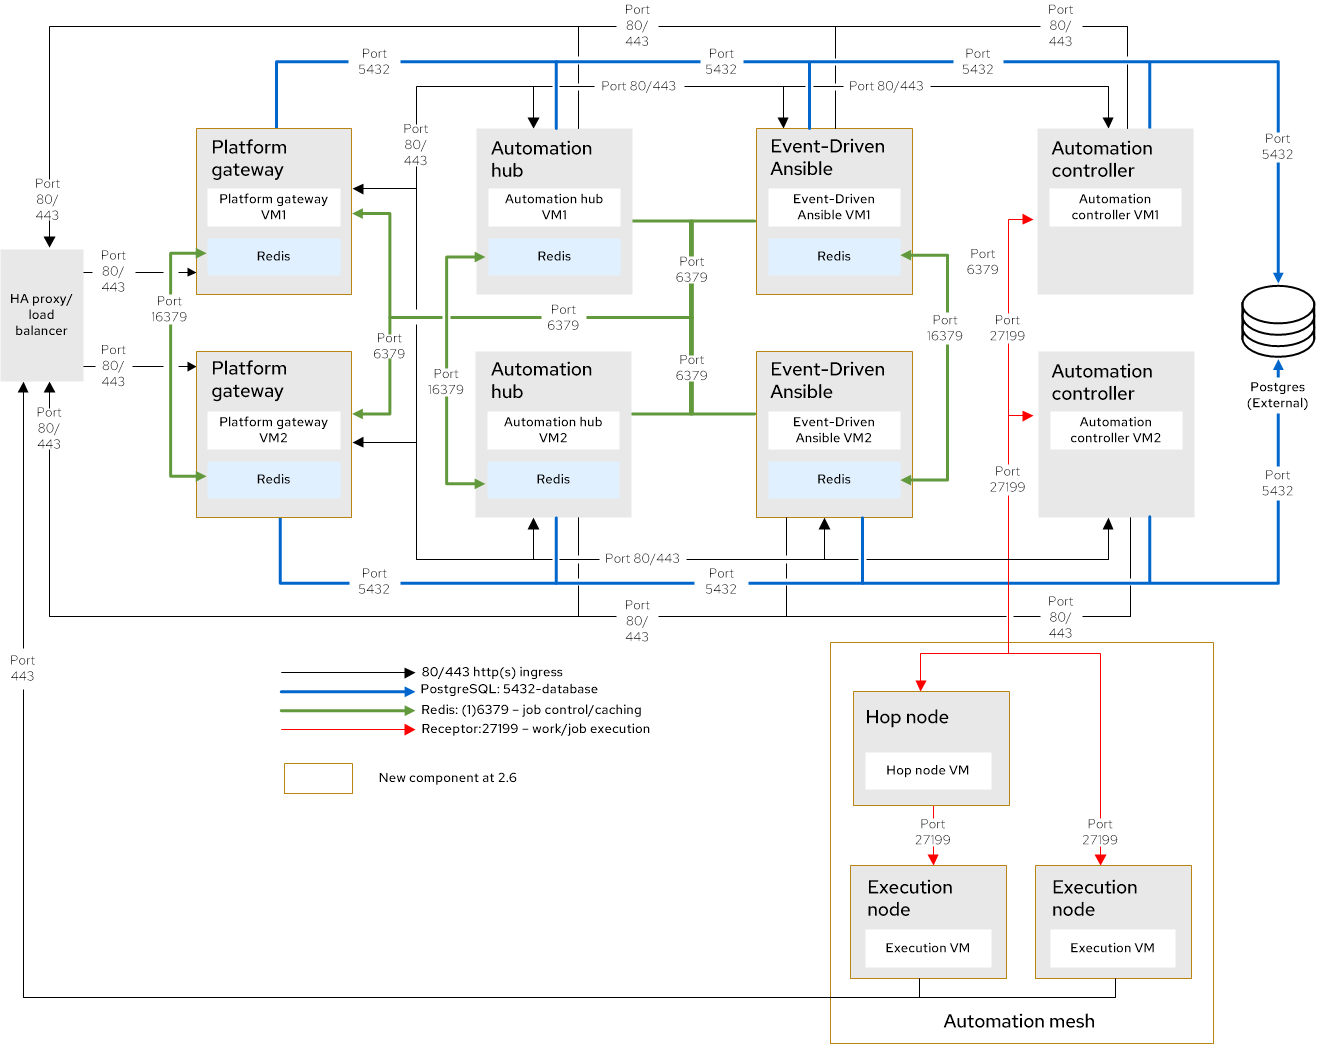 Port
80/
443
Port
80/
443
Port
5432
Port
5432
Port
5432
Port 80/443
Port 80/443
Port
80/
443
Port
5432
Platform
gateway
Platform gateway
VM1
Redis
Automation
hub
Automation hub
VM1
Redis
Event-Driven
Ansible
Event-Driven
Ansible VM1
Redis
Automation
controller
Automation
controller VM1
Port
80/
443
Port
80/
443
Port
16379
HA proxy/
load
balancer
Port
6379
Port
6379
Port
6379
Port
6379
Port
16379
Port
27199
Port
80/
443
Port
6379
Port
16379
Port
6379
Platform
gateway
Platform gateway
VM2
Redis
Automation
hub
Automation hub
VM2
Redis
Event-Driven
Ansible
Event-Driven
Ansible VM2
Redis
Automation
controller
Automation
controller VM2
Postgres
(External)
Port
80/
443
Port
27199
Port
5432
Port 80/443
Port
5432
Port
5432
Port
80/
443
Port
80/
443
Port
443
80/443 http(s) ingress
PostgreSQL: 5432-database
Redis: (1)6379 – job control/caching
Receptor:27199 – work/job execution
New component at 2.6
Hop node
Hop node VM
Port
27199
Port
27199
Execution
node
Execution VM
Execution
node
Execution VM
Automation mesh